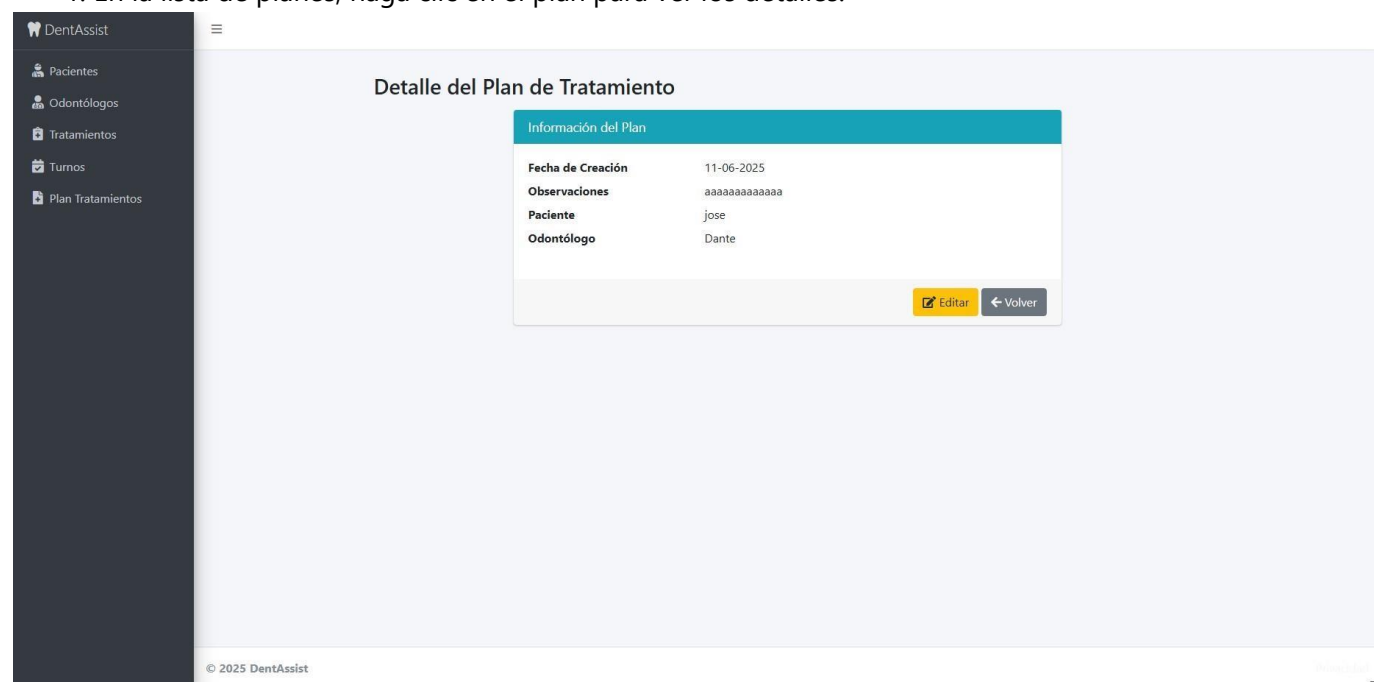 DentAssist
Pacientes
Odontólogos
Tratamientos
Turnos
Plan Tratamientos
Detalle del Plan de Tratamiento
Información del Plan
Fecha de Creación 11-06-2025
Observaciones aaaaaaaaaaaaa
Paciente jose
Odontólogo Dante
Editar Volver
© 2025 DentAssist